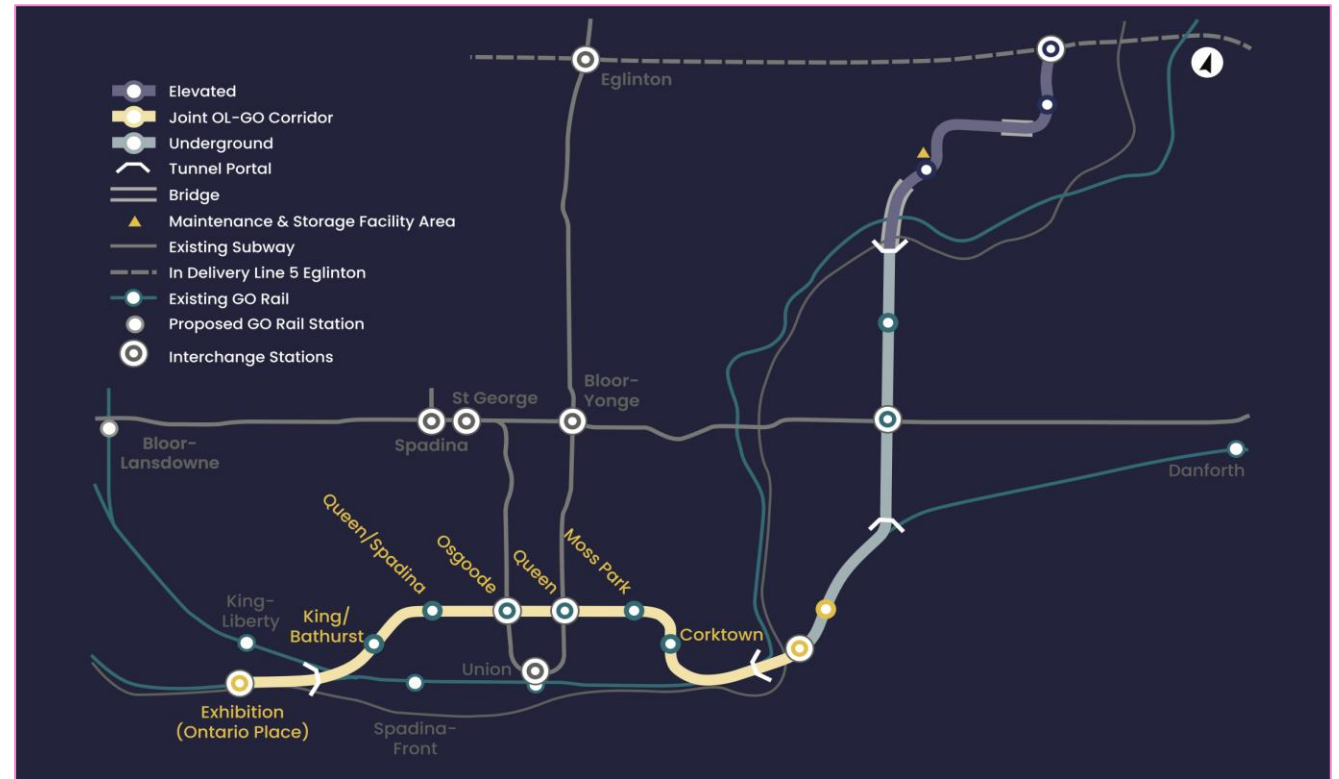 Elevated
Joint OL-GO Corridor
Underground
Tunnel Portal
Bridge
Maintenance & Storage Facility Area
Existing Subway
In Delivery Line 5 Eglinton
Existing GO Rail
Proposed GO Rail Station
Interchange Stations
Eglinton
Bloor-
Yonge
St George
Spadina
Bloor-
Lansdowne
Danforth
Queen/Spadina
Osgoode
Queen
Moss Park
King-
Liberty
King/
Bathurst
Corktown
Union
Exhibition
(Ontario Place)
Spadina-
Front